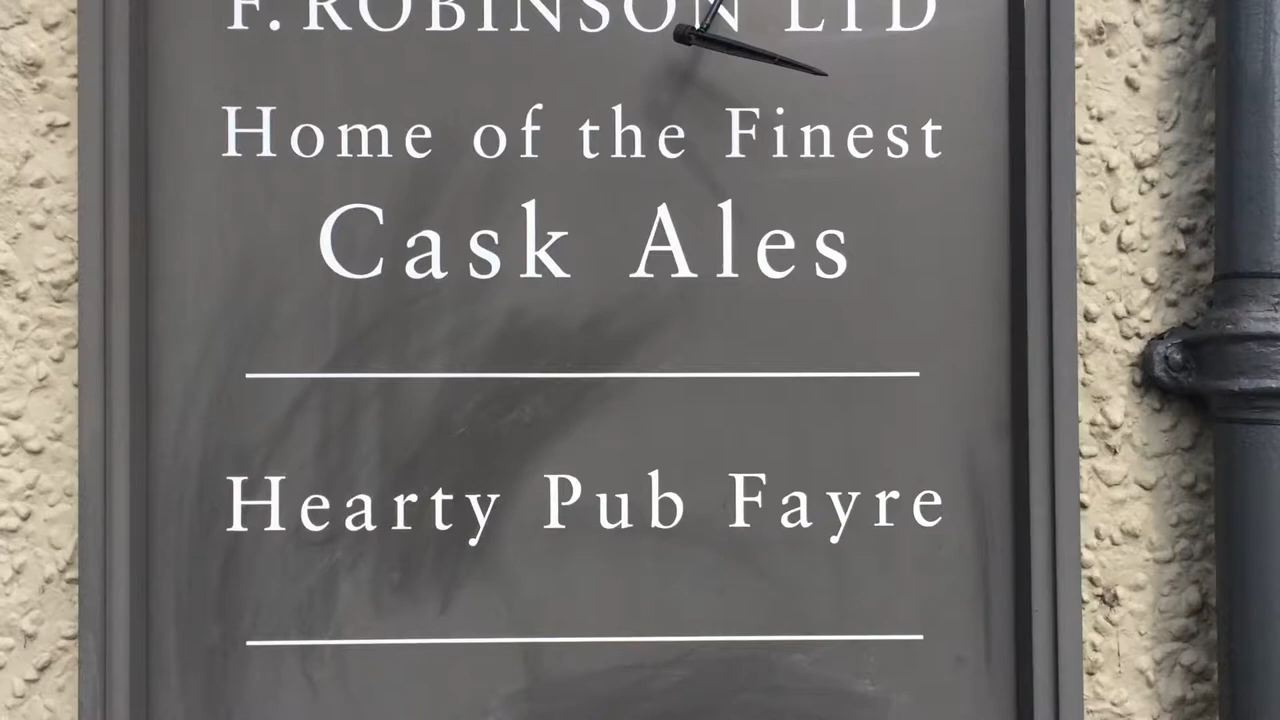 F. ROBINSON LTD
Home of the Finest
Cask Ales
Hearty Pub Fayre